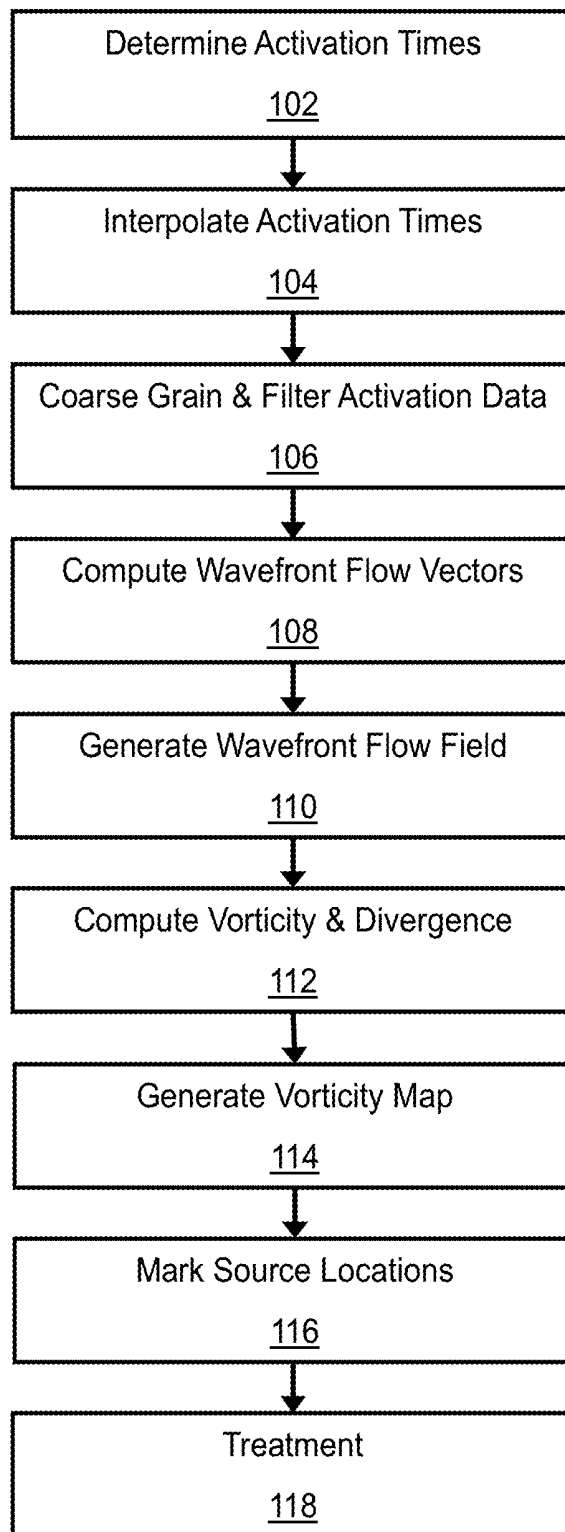 Determine Activation Times
102
Interpolate Activation Times
104
Coarse Grain & Filter Activation Data
106
Compute Wavefront Flow Vectors
108
Generate Wavefront Flow Field
110
Compute Vorticity & Divergence
112
Generate Vorticity Map
114
Mark Source Locations
116
Treatment
118